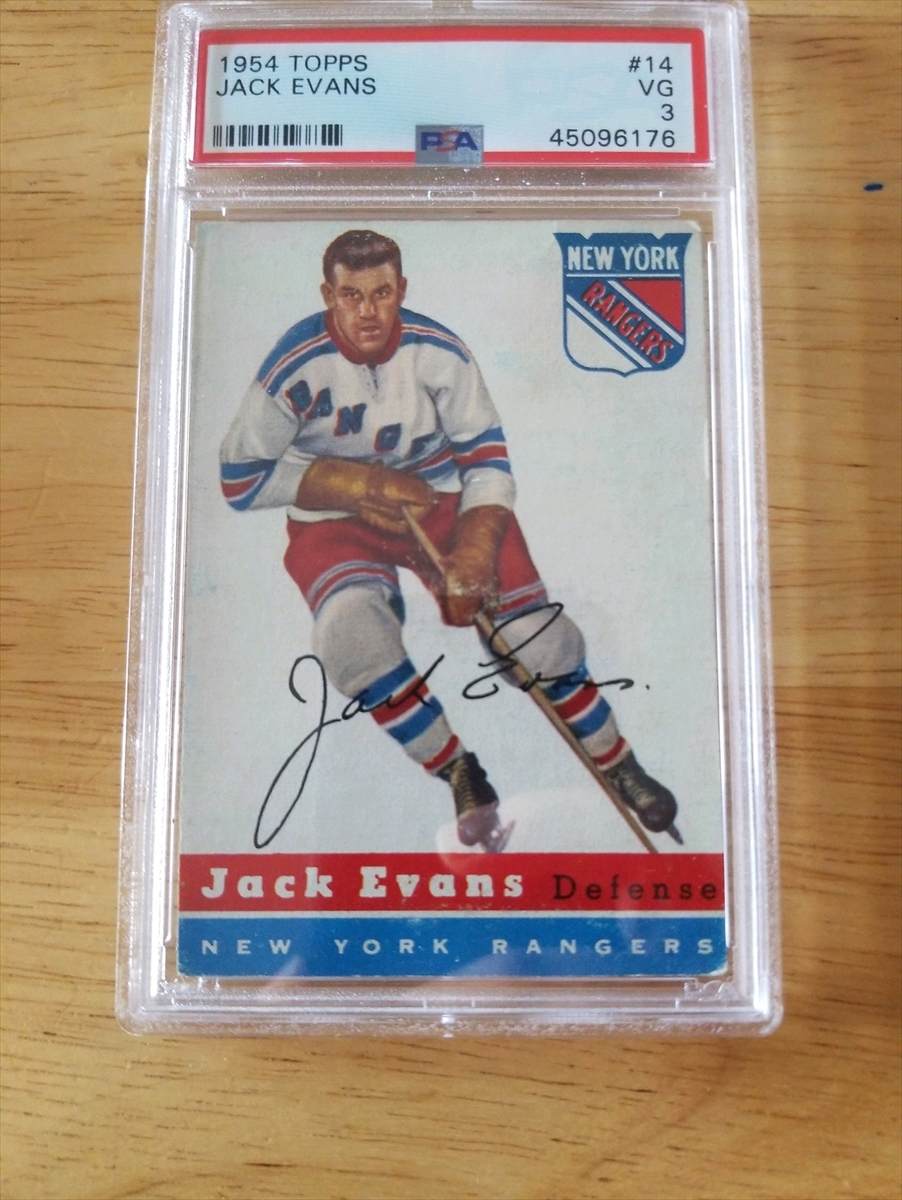 1954 TOPPS #14
JACK EVANS VG
3
PSA 45096176
NEW YORK
RANGERS
RANGE
Jack Evans.
Jack Evans Defense
NEW YORK RANGERS